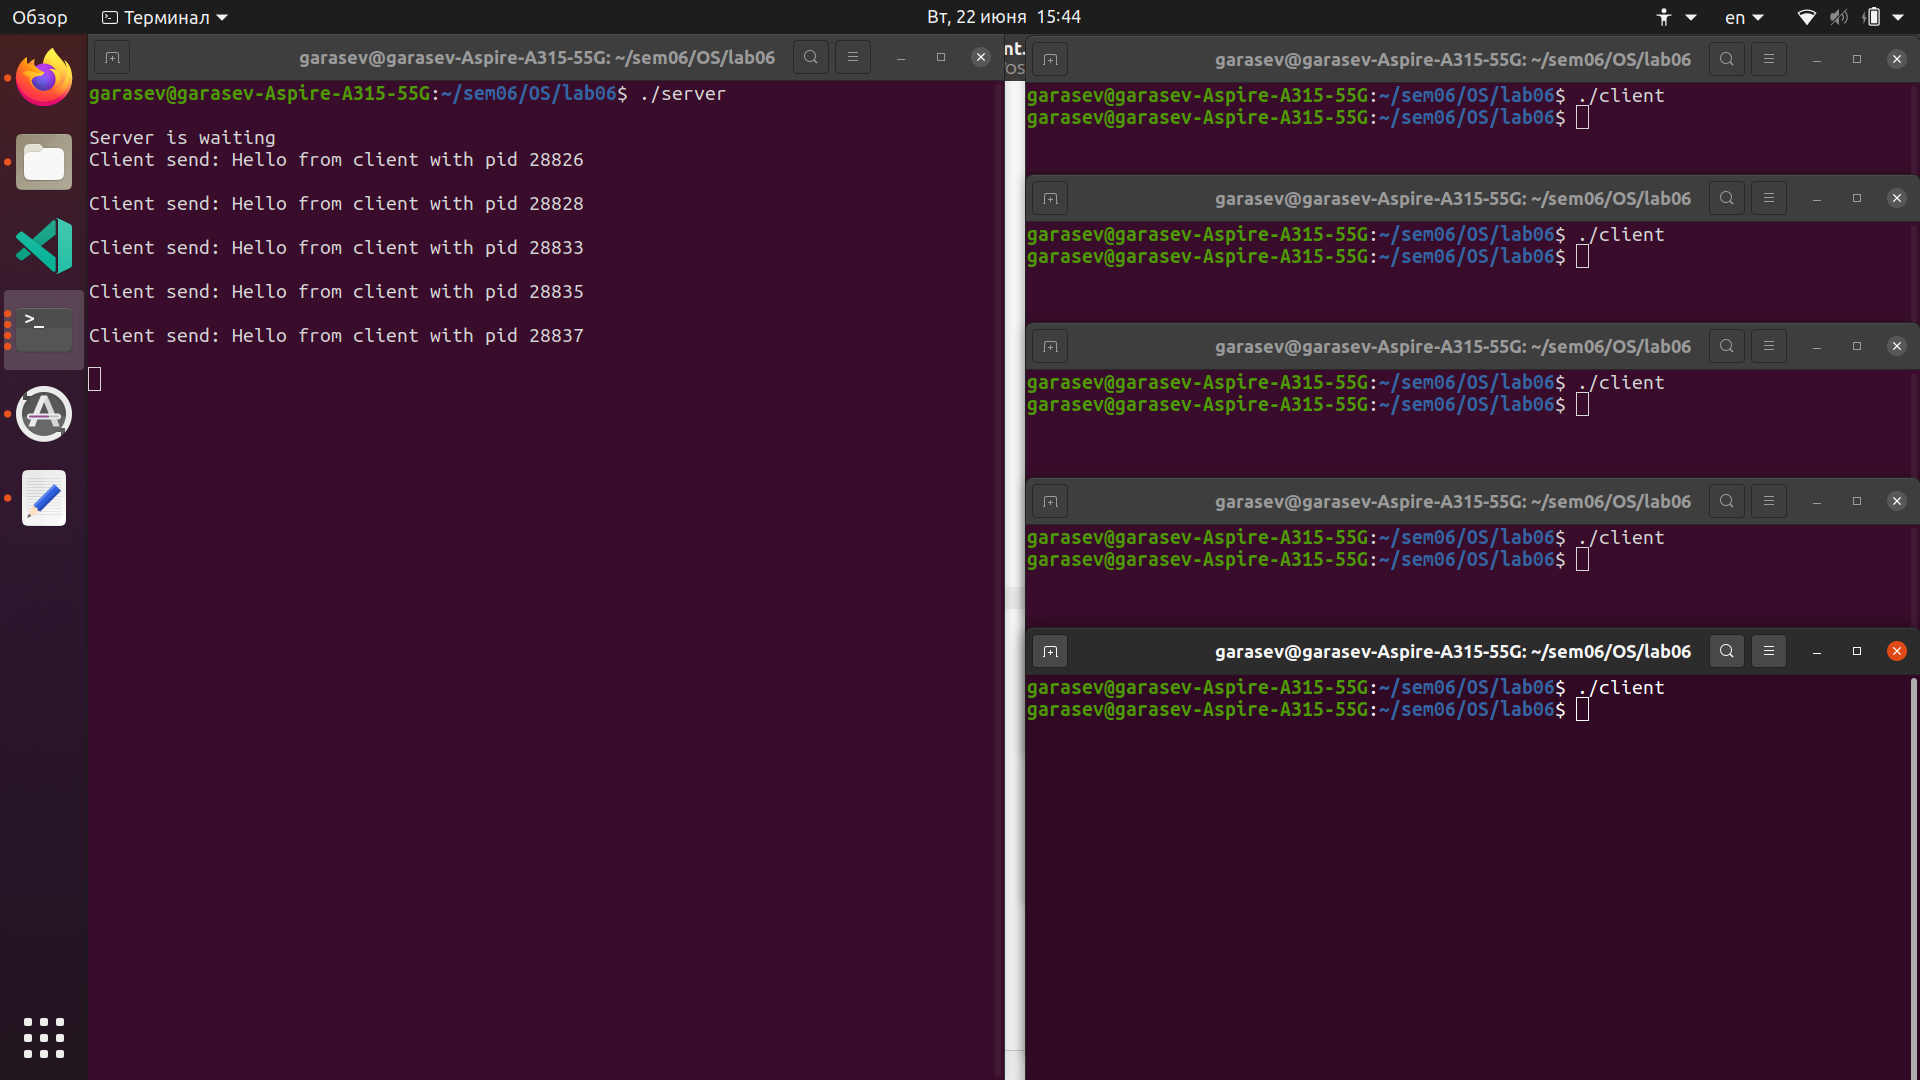 Обзор
Терминал
Вт, 22 июня 15:44
en
garasev@garasev-Aspire-A315-55G: ~/sem06/OS/lab06
garasev@garasev-Aspire-A315-55G:~/sem06/OS/lab06$ ./server
Server is waiting
Client send: Hello from client with pid 28826
Client send: Hello from client with pid 28828
Client send: Hello from client with pid 28833
Client send: Hello from client with pid 28835
Client send: Hello from client with pid 28837
nt.
/OS
garasev@garasev-Aspire-A315-55G: ~/sem06/OS/lab06
garasev@garasev-Aspire-A315-55G:~/sem06/OS/lab06$ ./client
garasev@garasev-Aspire-A315-55G:~/sem06/OS/lab06$
garasev@garasev-Aspire-A315-55G: ~/sem06/OS/lab06
garasev@garasev-Aspire-A315-55G:~/sem06/OS/lab06$ ./client
garasev@garasev-Aspire-A315-55G:~/sem06/OS/lab06$
garasev@garasev-Aspire-A315-55G: ~/sem06/OS/lab06
garasev@garasev-Aspire-A315-55G:~/sem06/OS/lab06$ ./client
garasev@garasev-Aspire-A315-55G:~/sem06/OS/lab06$
garasev@garasev-Aspire-A315-55G: ~/sem06/OS/lab06
garasev@garasev-Aspire-A315-55G:~/sem06/OS/lab06$ ./client
garasev@garasev-Aspire-A315-55G:~/sem06/OS/lab06$
garasev@garasev-Aspire-A315-55G: ~/sem06/OS/lab06
garasev@garasev-Aspire-A315-55G:~/sem06/OS/lab06$ ./client
garasev@garasev-Aspire-A315-55G:~/sem06/OS/lab06$